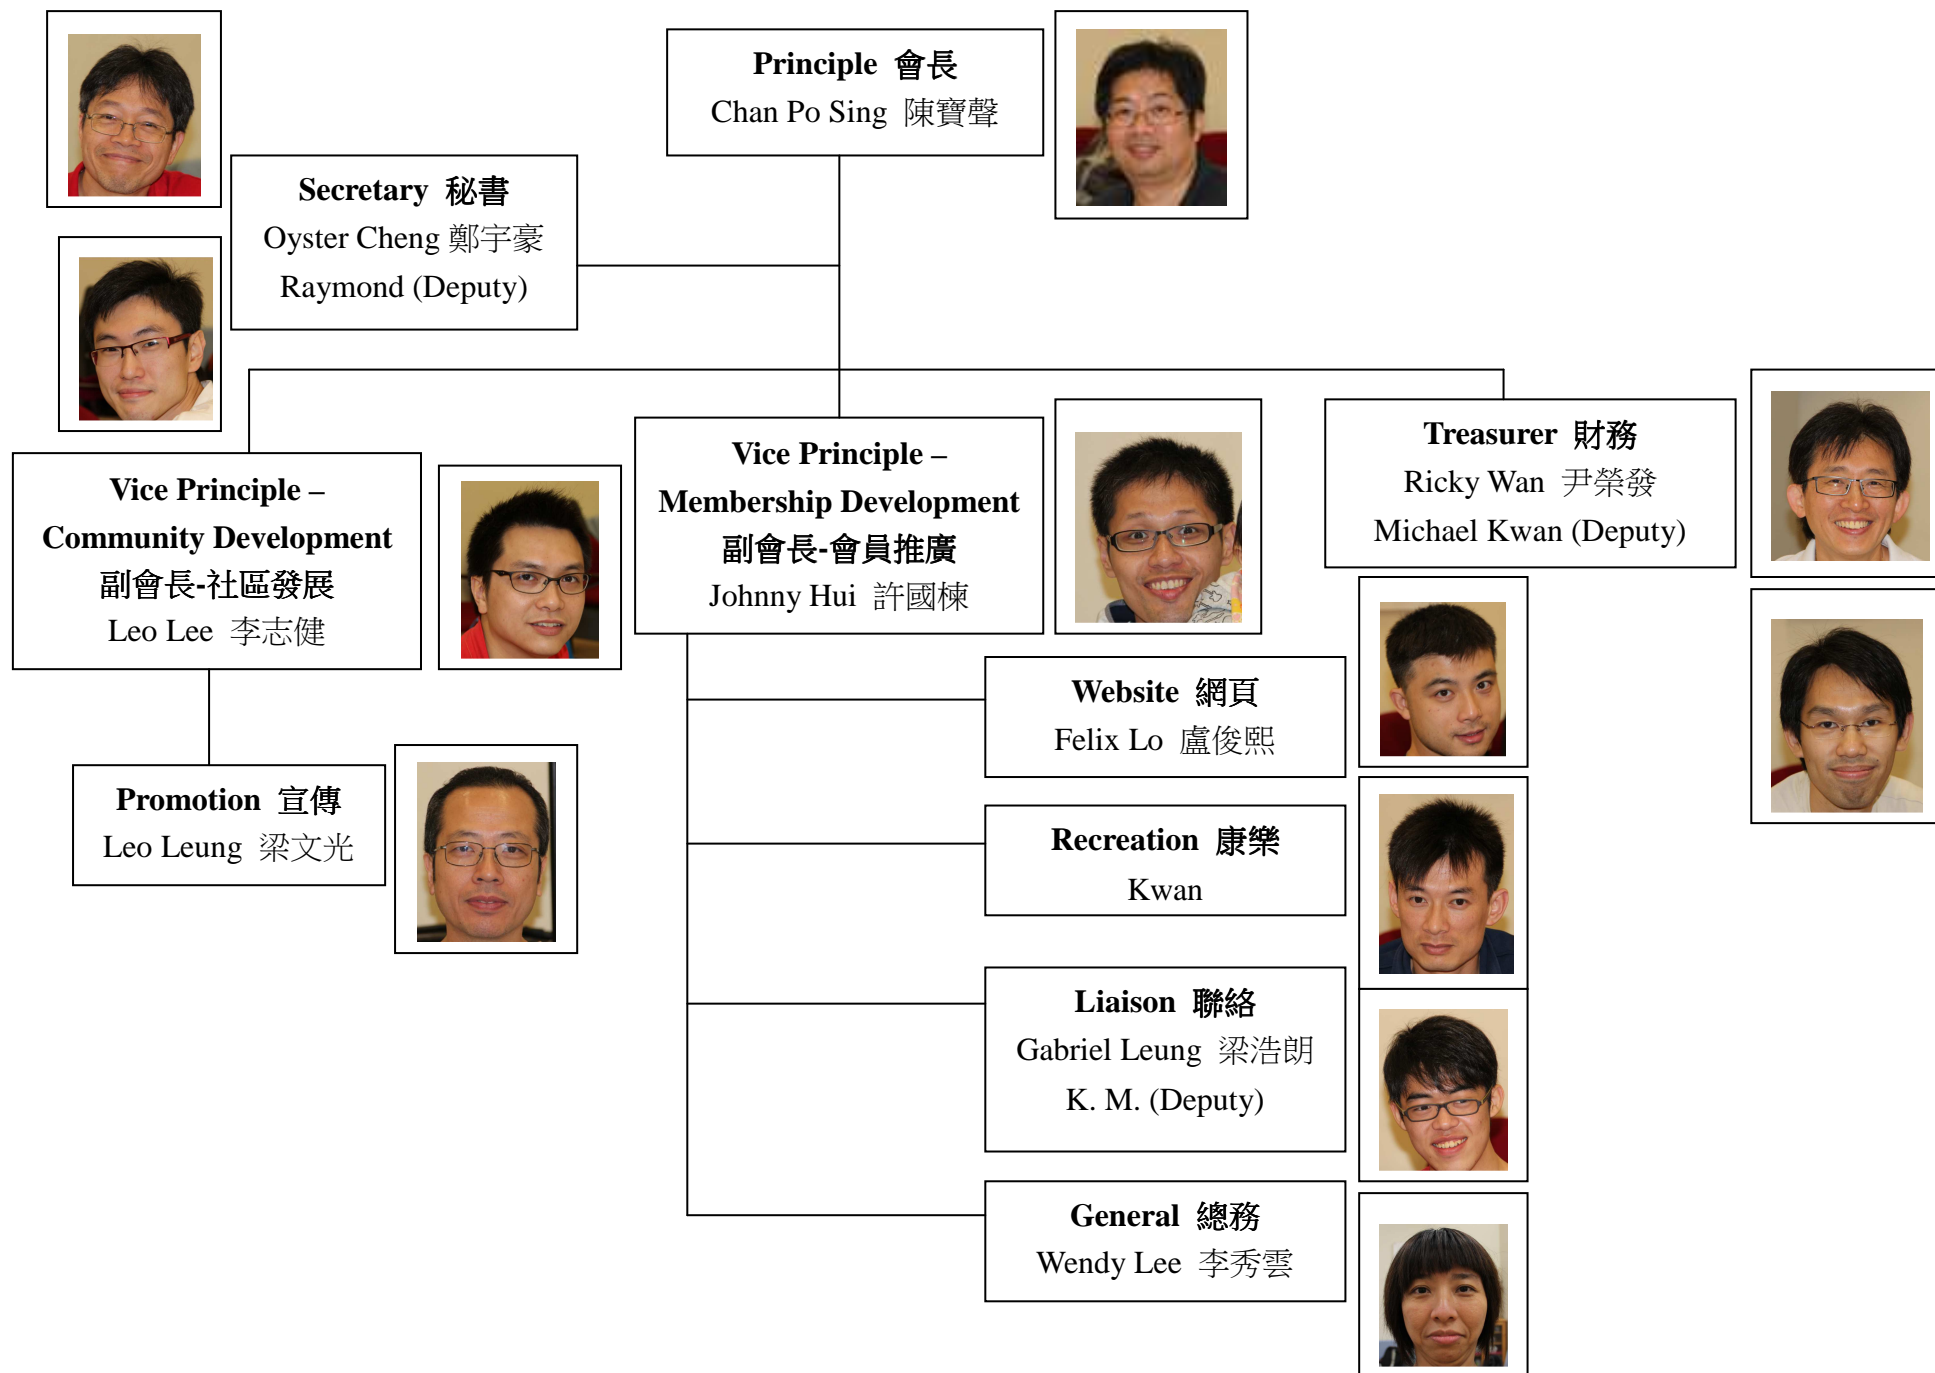 Principle 會長
Chan Po Sing 陳寶聲
Secretary 秘書
Oyster Cheng 鄭宇豪
Raymond (Deputy)
Vice Principle –
Community Development
副會長-社區發展
Leo Lee 李志健
Vice Principle –
Membership Development
副會長-會員推廣
Johnny Hui 許國棟
Treasurer 財務
Ricky Wan 尹榮發
Michael Kwan (Deputy)
Promotion 宣傳
Leo Leung 梁文光
Website 網頁
Felix Lo 盧俊熙
Recreation 康樂
Kwan
Liaison 聯絡
Gabriel Leung 梁浩朗
K. M. (Deputy)
General 總務
Wendy Lee 李秀雲